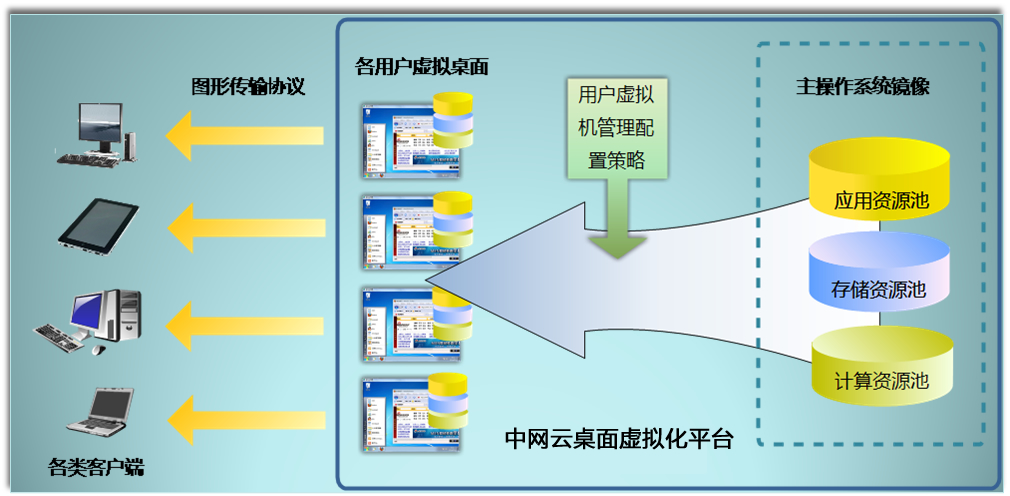 图形传输协议
各用户虚拟桌面
用户虚拟
机管理配
置策略
主操作系统镜像
应用资源池
存储资源池
计算资源池
中网云桌面虚拟化平台
各类客户端